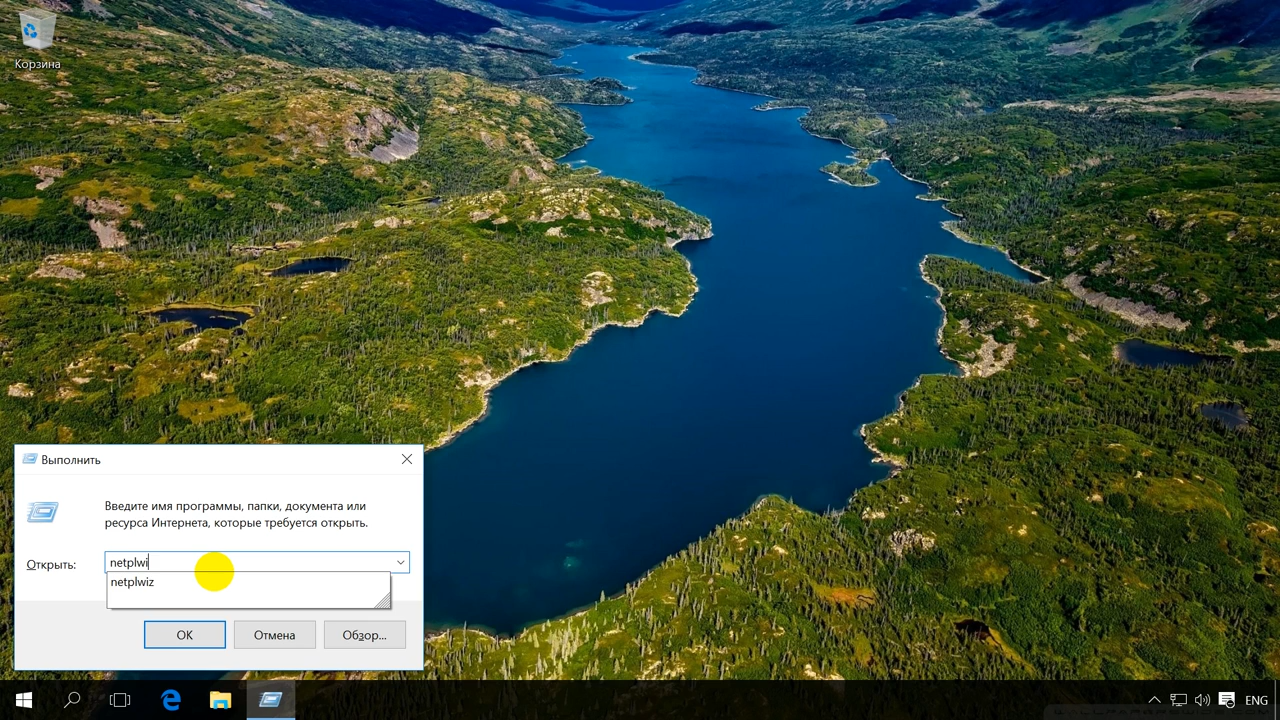 Корзина
Выполнить
Введите имя программы, папки, документа или
ресурса Интернета, которые требуется открыть.
Открыть:
netplwi
netplwiz
ОК
Отмена
Обзор...
ENG